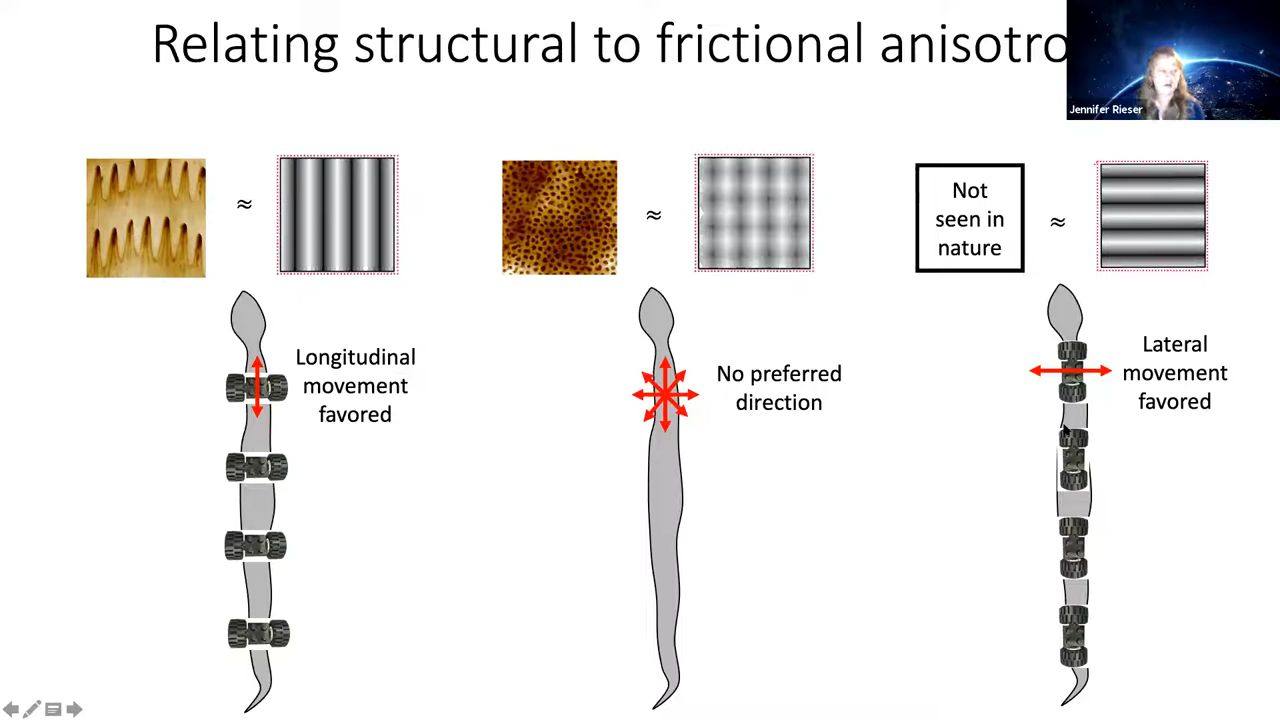 Relating structural to frictional anisotro
Jennifer Rieser
≈
≈
Not
seen in
nature
≈
Longitudinal
movement
favored
No preferred
direction
Lateral
movement
favored